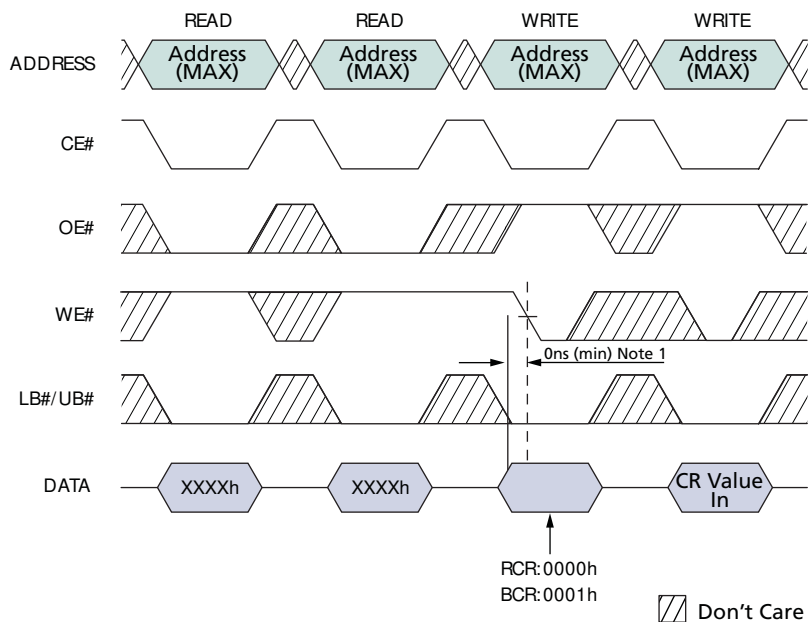 READ READ WRITE WRITE
ADDRESS
Address
(MAX)
Address
(MAX)
Address
(MAX)
Address
(MAX)
CE#
OE#
WE#
0ns (min) Note 1
LB#/UB#
DATA
XXXXh
XXXXh
CR Value
In
RCR: 0000h
BCR: 0001h
Don't Care